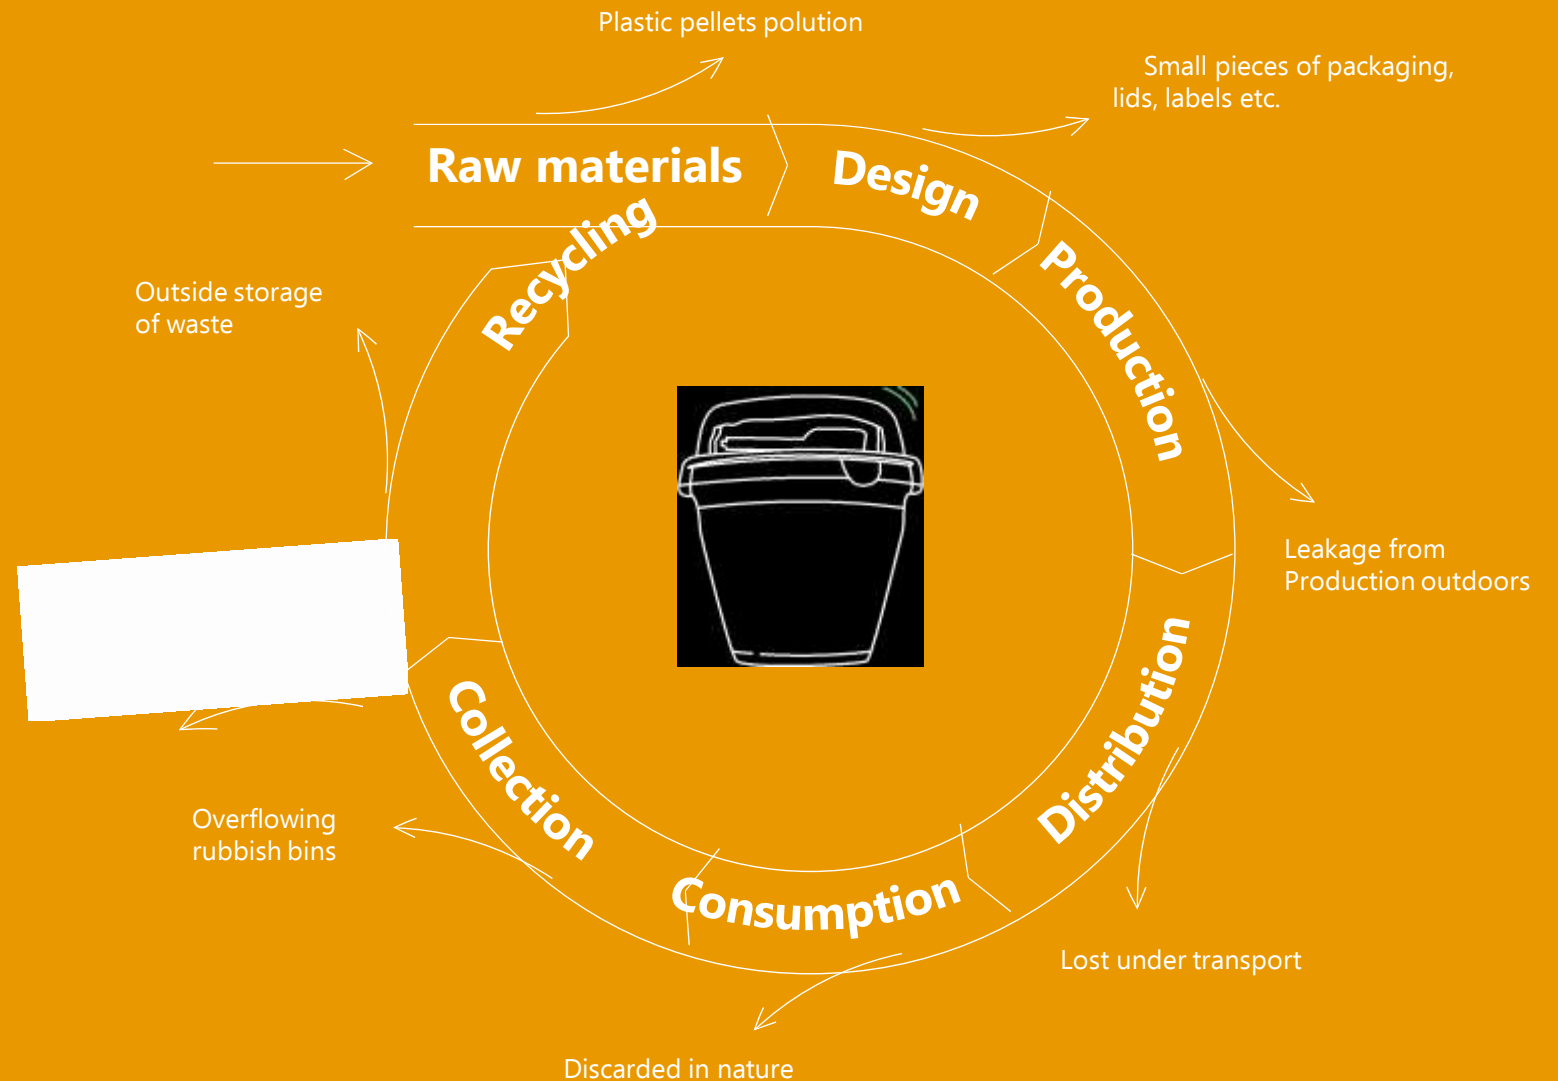 Plastic pellets polution
Small pieces of packaging,
lids, labels etc.
Raw materials
Design
Recycling
Production
Outside storage
of waste
Leakage from
Production outdoors
Distribution
Collection
Overflowing
rubbish bins
Consumption
Lost under transport
Discarded in nature